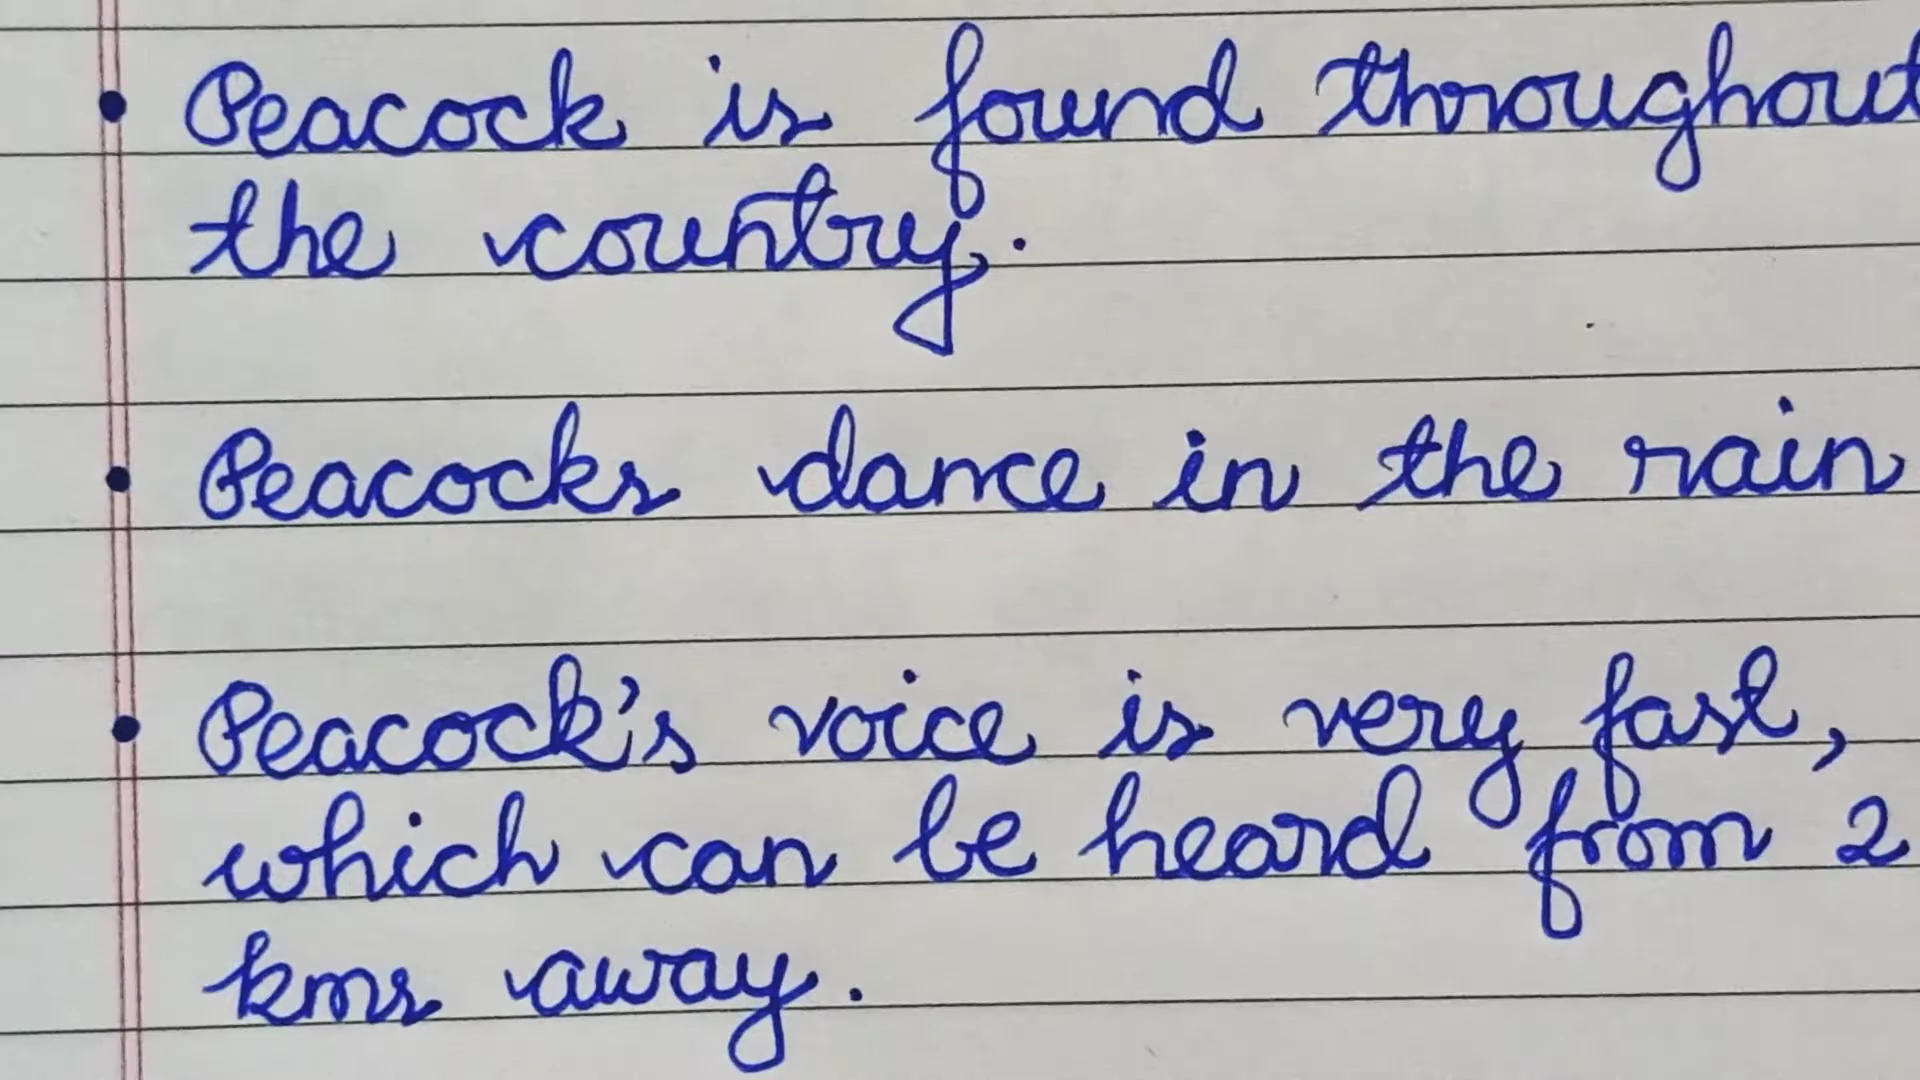 • Peacock is found throughout
the country.
• Peacocks dance in the rain
• Peacock's voice is very fast,
which can be heard from 2
kms away.